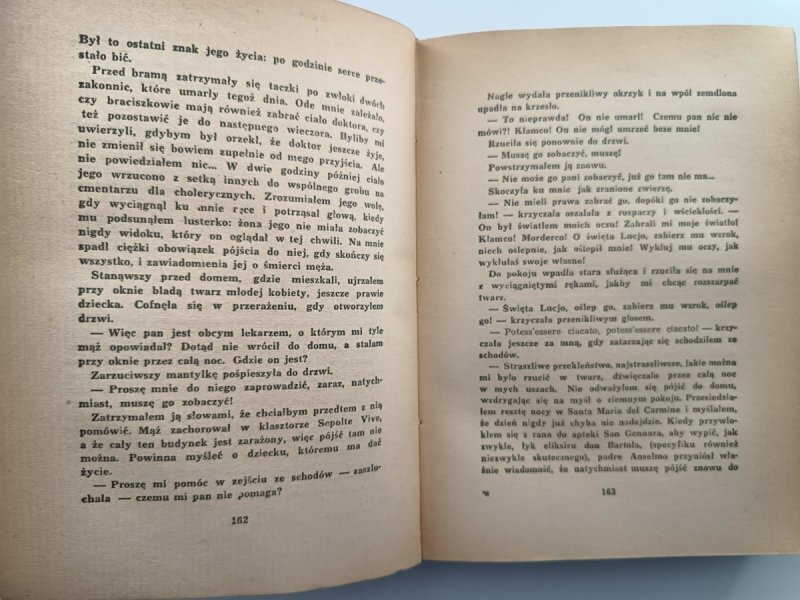 Był to ostatni znak jego życia: po godzinie serce prze-
stało bić.
Przed bramą zatrzymały się taczki po zwłoki dwóch
zakonnic, które umarły tegoż dnia. Ode mnie zależało,
czy braciszkowie mają również zabrać ciało doktora, czy
też pozostawić je do następnego wieczora. Byliby mi
uwierzyli, gdybym był orzekł, że doktor jeszcze żyje,
nie zmienił się bowiem zupełnie od mego przyjścia. Ale
nie powiedziałem nic... W dwie godziny później ciało
jego wrzucono z setką innych do wspólnego grobu na
cmentarzu dla cholerycznych. Zrozumiałem jego wolę,
gdy wyciągnął ku mnie ręce i potrząsał głową, kiedy
mu podsunąłem lusterko: żona jego nie miała zobaczyć
nigdy widoku, który on oglądał w tej chwili. Na mnie
spadł ciężki obowiązek pójścia do niej, gdy skończy się
wszystko, i zawiadomienia jej o śmierci męża.
Stanąwszy przed domem, gdzie mieszkali, ujrzałem
przy oknie bladą twarz młodej kobiety, jeszcze prawie
dziecka. Cofnęła się w przerażeniu, gdy otworzyłem
drzwi.
— Więc pan jest obcym lekarzem, o którym mi tyle
mąż opowiadał? Dotąd nie wrócił do domu, a stałam
przy oknie przez całą noc. Gdzie on jest?
Zarzuciwszy mantylkę pośpieszyła do drzwi.
— Proszę mnie do niego zaprowadzić, zaraz, natych-
miast, muszę go zobaczyć!
Zatrzymałem ją słowami, że chciałbym przedtem z nią
pomówić. Mąż zachorował w klasztorze Sepolte Vivo,
a że cały ten budynek jest zarażony, więc pójść tam nie
można. Powinna myśleć o dziecku, któremu ma dać
życie.
— Proszę mi pomóc w zejściu ze schodów — zaszlo-
chała — czemu mi pan nie pomaga?
162
Nagle wydała przenikliwy okrzyk i na wpół zemdlona
upadła na krzesło.
— To nieprawda! On nie umarł! Czemu pan nic nie
mówi?! Kłamco! On nie mógł umrzeć beze mnie!
Rzuciła się ponownie do drzwi.
— Muszę go zobaczyć, muszę!
Powstrzymałem ją znowu.
— Nie może go pani zobaczyć, już go tam nie ma...
Skoczyła ku mnie jak zranione zwierzę.
— Nie mieli prawa zabrać go, dopóki go nie zobaczy-
łam! — krzyczała oszalała z rozpaczy i wściekłości. —
On był światłem moich oczu! Zabrali mi moje światło!
Kłamco! Morderco! O święta Lucjo, zabierz mu wzrok,
niech oślepnie, jak oślepił mnie! Wykłuj mu oczy, jak
wykłułaś swoje własne!
Do pokoju wpadła stara służąca i rzuciła się na mnie
z wyciągniętymi rękami, jakby mi chcąc rozszarpać
twarz.
— Święta Lucjo, oślep go, zabierz mu wzrok, oślep
go! — krzyczała przenikliwym głosem.
— Potess'essere ciacato, potess'essere ciacato! — krzy-
czała jeszcze za mną, gdy zataczając się schodziłem ze
schodów.
— Straszliwe przekleństwo, najstraszliwsze, jakie można
mi było rzucić w twarz, dźwięczało przez całą noc
w mych uszach. Nie odważyłem się pójść do domu,
wzdrygałem się na myśl o ciemnym pokoju. Przesiedzia-
łem resztę nocy w Santa Maria del Carmine i myślałem,
że dzień nigdy już chyba nie nadejdzie. Kiedy przywlo-
kłem się z rana do apteki San Gennara, aby wypić, jak
zwykle, łyk eliksiru don Bartola, (specyfiku również
niezwykle skutecznego), padre Anselmo przyniósł wła-
śnie wiadomość, że natychmiast muszę pójść znowu do
163